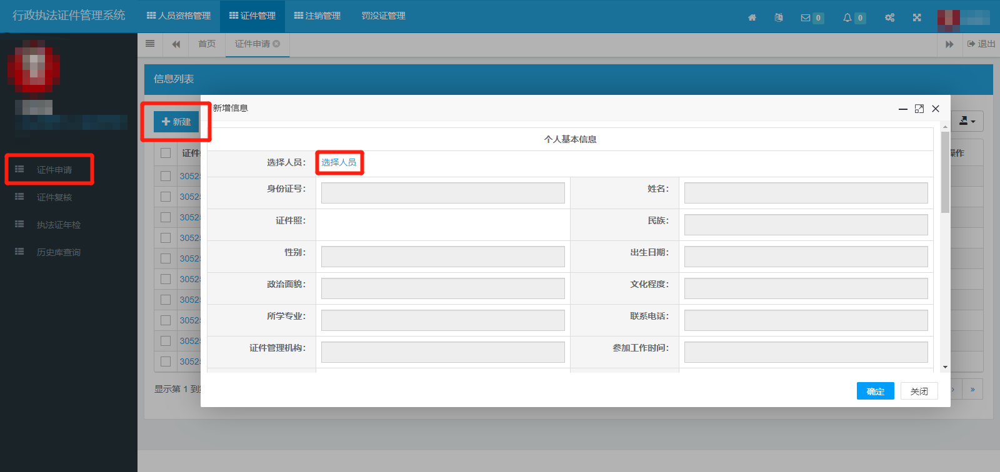 行政执法证件管理系统
人员资格管理 证件管理 注销管理 罚没证管理
0 0
首页 证件申请 退出
信息列表
新建
新增信息
个人基本信息
证件
操作
选择人员： 选择人员
证件申请
身份证号： 姓名：
3052
证件复核
3052
证件照： 民族：
3052
执法证年检
3052
性别： 出生日期：
历史库查询
3052
政治面貌： 文化程度：
3052
3052
所学专业： 联系电话：
3052
证件管理机构： 参加工作时间：
3052
3052
显示第 1 到
确定 关闭
› »